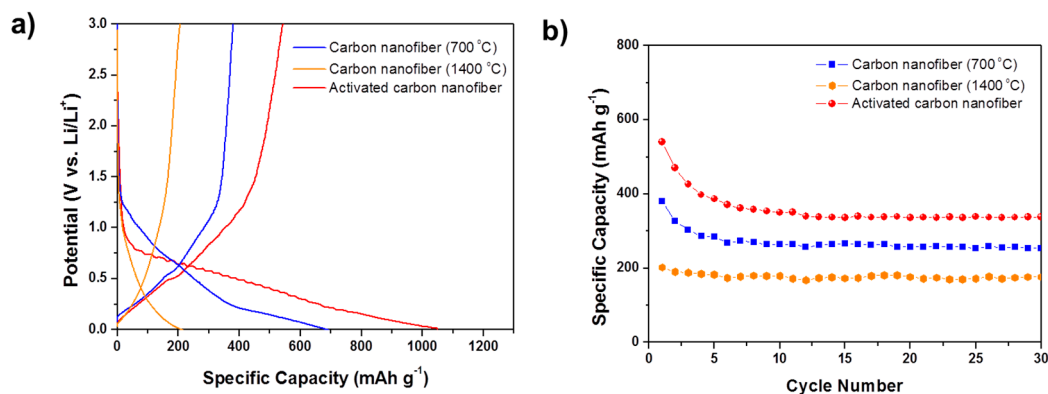 a)
3.0
2.5
2.0
1.5
1.0
0.5
0.0
Potential (V vs. Li/Li⁺)
Carbon nanofiber (700 °C)
Carbon nanofiber (1400 °C)
Activated carbon nanofiber
0 200 400 600 800 1000 1200
Specific Capacity (mAh g⁻¹)
b)
800
600
400
200
0
Specific Capacity (mAh g⁻¹)
Carbon nanofiber (700 °C)
Carbon nanofiber (1400 °C)
Activated carbon nanofiber
0 5 10 15 20 25 30
Cycle Number